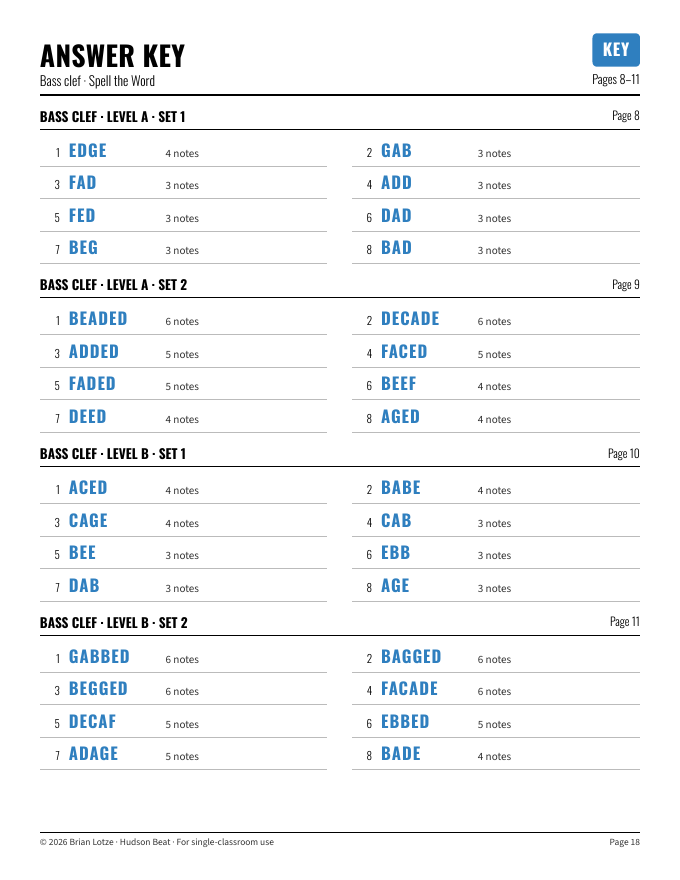 ANSWER KEY
KEY
Bass clef · Spell the Word
Pages 8–11
BASS CLEF · LEVEL A · SET 1 Page 8
1 EDGE 4 notes 2 GAB 3 notes
3 FAD 3 notes 4 ADD 3 notes
5 FED 3 notes 6 DAD 3 notes
7 BEG 3 notes 8 BAD 3 notes
BASS CLEF · LEVEL A · SET 2 Page 9
1 BEADED 6 notes 2 DECADE 6 notes
3 ADDED 5 notes 4 FACED 5 notes
5 FADED 5 notes 6 BEEF 4 notes
7 DEED 4 notes 8 AGED 4 notes
BASS CLEF · LEVEL B · SET 1 Page 10
1 ACED 4 notes 2 BABE 4 notes
3 CAGE 4 notes 4 CAB 3 notes
5 BEE 3 notes 6 EBB 3 notes
7 DAB 3 notes 8 AGE 3 notes
BASS CLEF · LEVEL B · SET 2 Page 11
1 GABBED 6 notes 2 BAGGED 6 notes
3 BEGGED 6 notes 4 FACADE 6 notes
5 DECAF 5 notes 6 EBBED 5 notes
7 ADAGE 5 notes 8 BADE 4 notes
© 2026 Brian Lotze · Hudson Beat · For single-classroom use Page 18